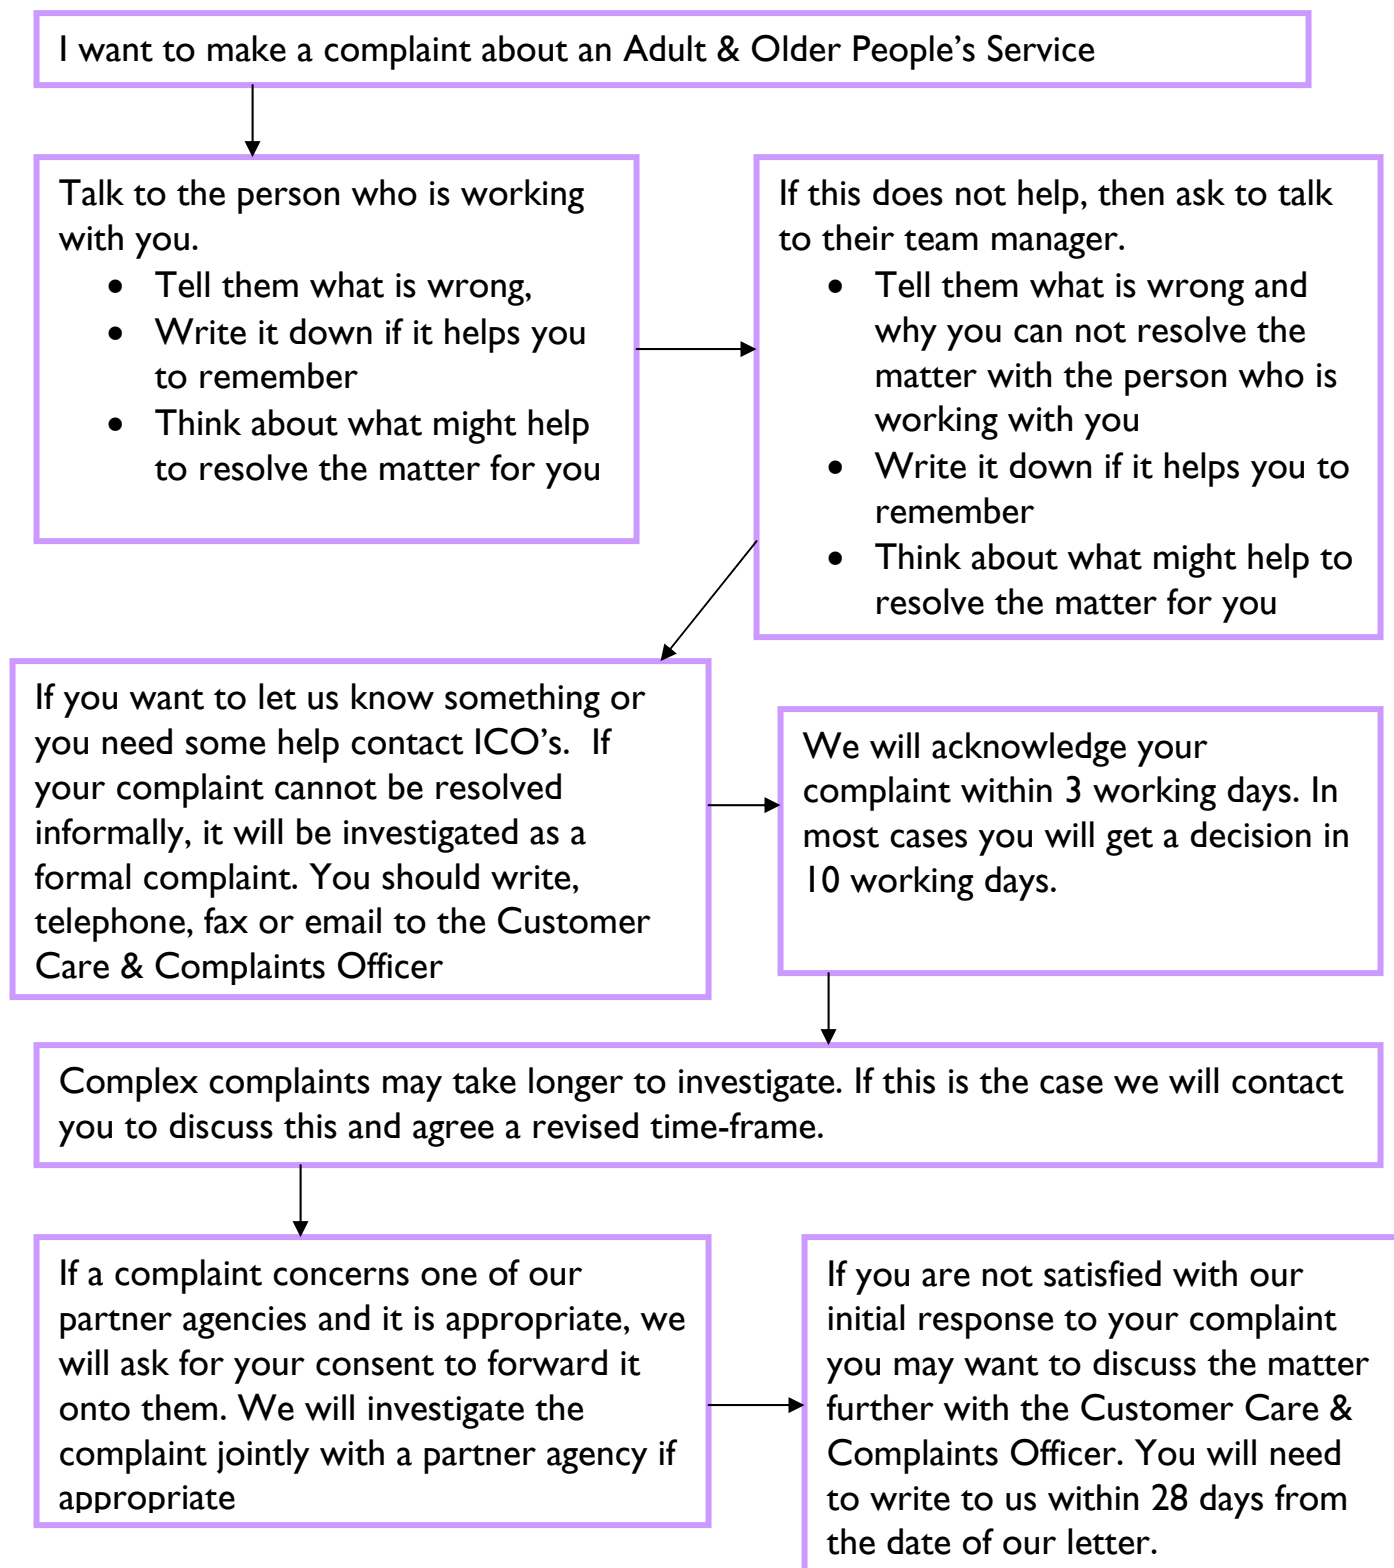 I want to make a complaint about an Adult & Older People's Service
Talk to the person who is working
with you.
• Tell them what is wrong,
• Write it down if it helps you
to remember
• Think about what might help
to resolve the matter for you
If this does not help, then ask to talk
to their team manager.
• Tell them what is wrong and
why you can not resolve the
matter with the person who is
working with you
• Write it down if it helps you to
remember
• Think about what might help to
resolve the matter for you
If you want to let us know something or
you need some help contact ICO's.  If
your complaint cannot be resolved
informally, it will be investigated as a
formal complaint. You should write,
telephone, fax or email to the Customer
Care & Complaints Officer
We will acknowledge your
complaint within 3 working days. In
most cases you will get a decision in
10 working days.
Complex complaints may take longer to investigate. If this is the case we will contact
you to discuss this and agree a revised time-frame.
If a complaint concerns one of our
partner agencies and it is appropriate, we
will ask for your consent to forward it
onto them. We will investigate the
complaint jointly with a partner agency if
appropriate
If you are not satisfied with our
initial response to your complaint
you may want to discuss the matter
further with the Customer Care &
Complaints Officer. You will need
to write to us within 28 days from
the date of our letter.